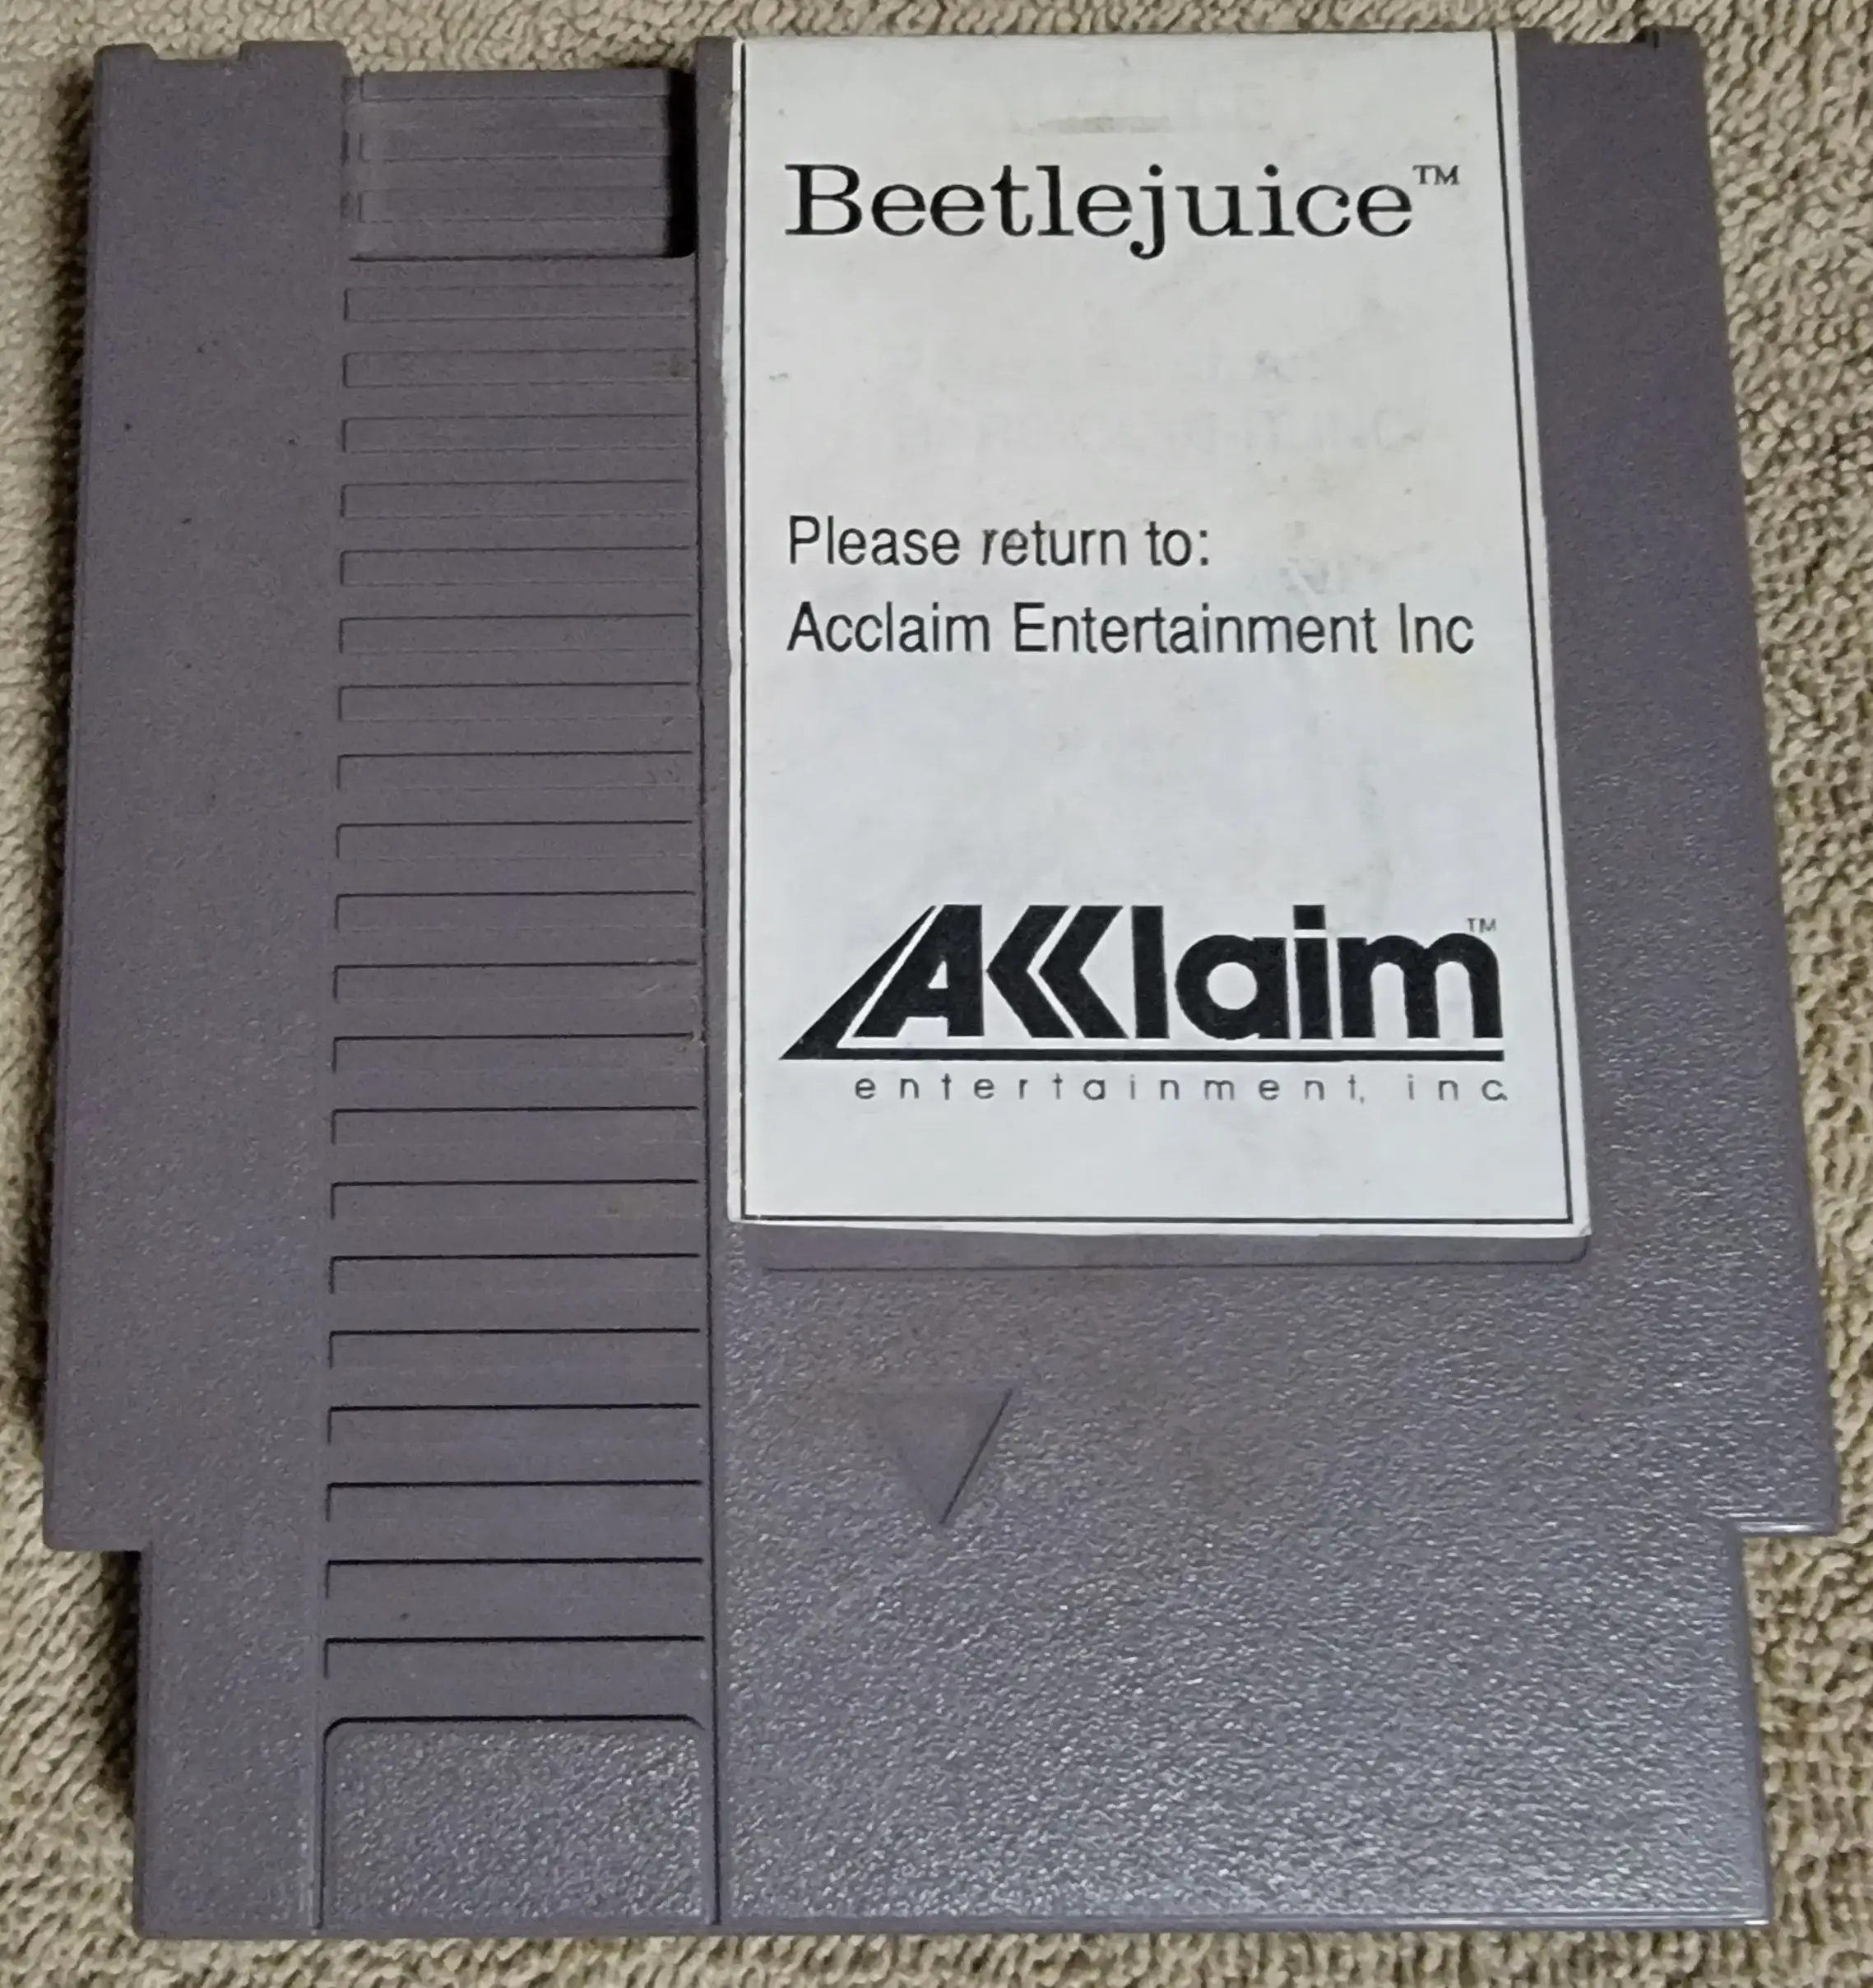 Beetlejuice™
Please return to:
Acclaim Entertainment Inc
Acclaim™
entertainment, inc.